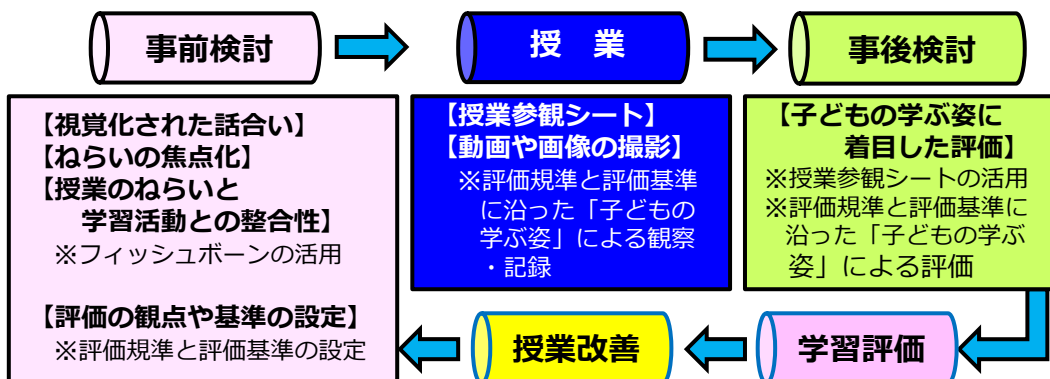 事前検討
授 業
事後検討
【視覚化された話合い】
【ねらいの焦点化】
【授業のねらいと
学習活動との整合性】
※フィッシュボーンの活用
【評価の観点や基準の設定】
※評価規準と評価基準の設定
【授業参観シート】
【動画や画像の撮影】
※評価規準と評価基準
に沿った「子どもの
学ぶ姿」による観察
・記録
【子どもの学ぶ姿に
着目した評価】
※授業参観シートの活用
※評価規準と評価基準に
沿った「子どもの学ぶ
姿」による評価
授業改善
学習評価